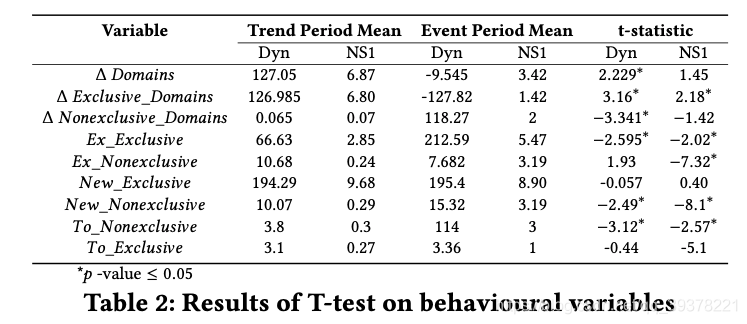 Variable Trend Period Mean Event Period Mean t-statistic
Dyn NS1 Dyn NS1 Dyn NS1
Δ Domains 127.05 6.87 -9.545 3.42 2.229* 1.45
Δ Exclusive_Domains 126.985 6.80 -127.82 1.42 3.16* 2.18*
Δ Nonexclusive_Domains 0.065 0.07 118.27 2 −3.341* −1.42
Ex_Exclusive 66.63 2.85 212.59 5.47 −2.595* −2.02*
Ex_Nonexclusive 10.68 0.24 7.682 3.19 1.93 −7.32*
New_Exclusive 194.29 9.68 195.4 8.90 -0.057 0.40
New_Nonexclusive 10.07 0.29 15.32 3.19 −2.49* −8.1*
To_Nonexclusive 3.8 0.3 114 3 −3.12* −2.57*
To_Exclusive 3.1 0.27 3.36 1 -0.44 -5.1
*p -value ≤ 0.05
Table 2: Results of T-test on behavioural variables